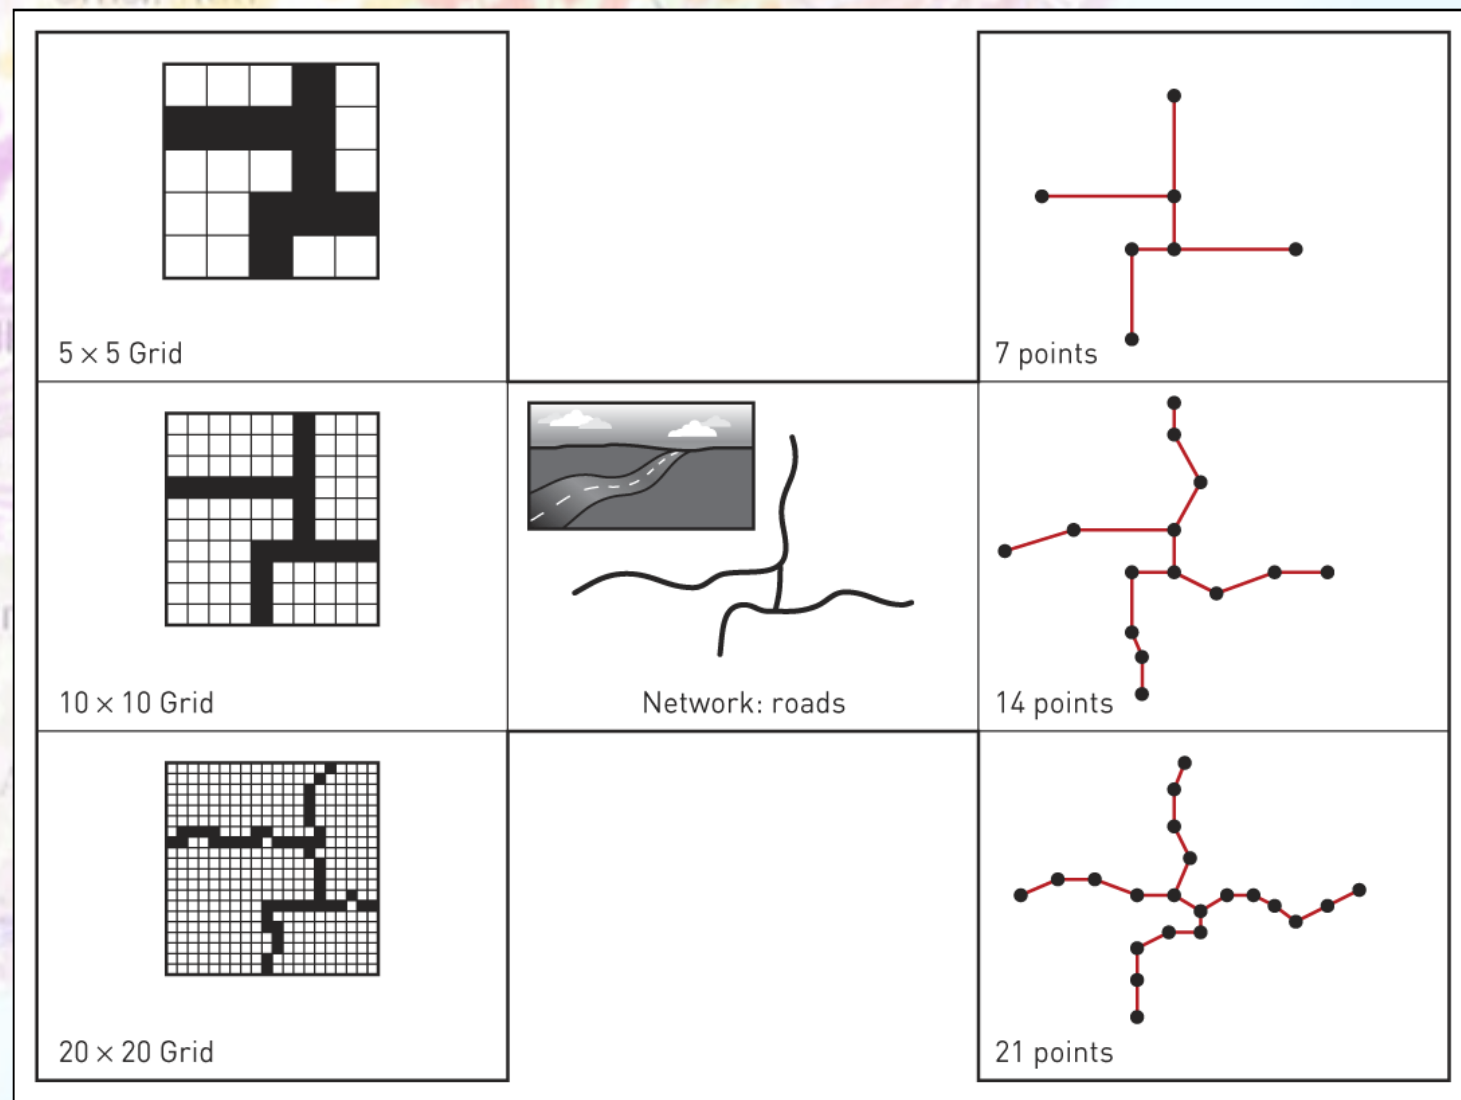 5 × 5 Grid
7 points
10 × 10 Grid
Network: roads
14 points
20 × 20 Grid
21 points